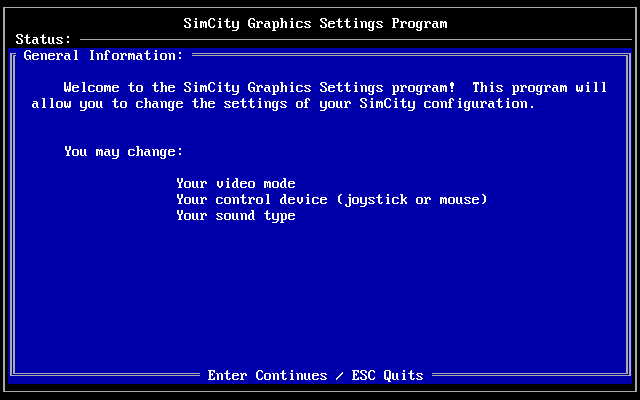 SimCity Graphics Settings Program
Status:
General Information:
Welcome to the SimCity Graphics Settings program!  This program will
allow you to change the settings of your SimCity configuration.
You may change:
Your video mode
Your control device (joystick or mouse)
Your sound type
Enter Continues / ESC Quits